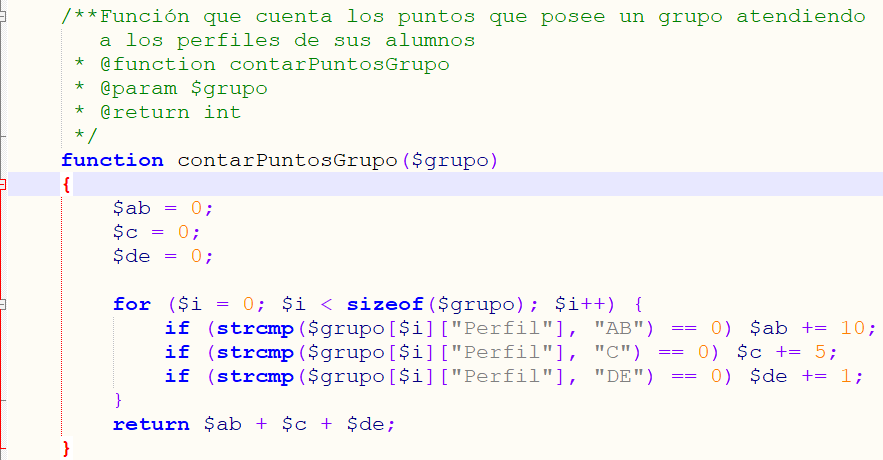 /**Función que cuenta los puntos que posee un grupo atendiendo
a los perfiles de sus alumnos
* @function contarPuntosGrupo
* @param $grupo
* @return int
*/
function contarPuntosGrupo($grupo)
{
$ab = 0;
$c = 0;
$de = 0;
for ($i = 0; $i < sizeof($grupo); $i++) {
if (strcmp($grupo[$i]["Perfil"], "AB") == 0) $ab += 10;
if (strcmp($grupo[$i]["Perfil"], "C") == 0) $c += 5;
if (strcmp($grupo[$i]["Perfil"], "DE") == 0) $de += 1;
}
return $ab + $c + $de;
}